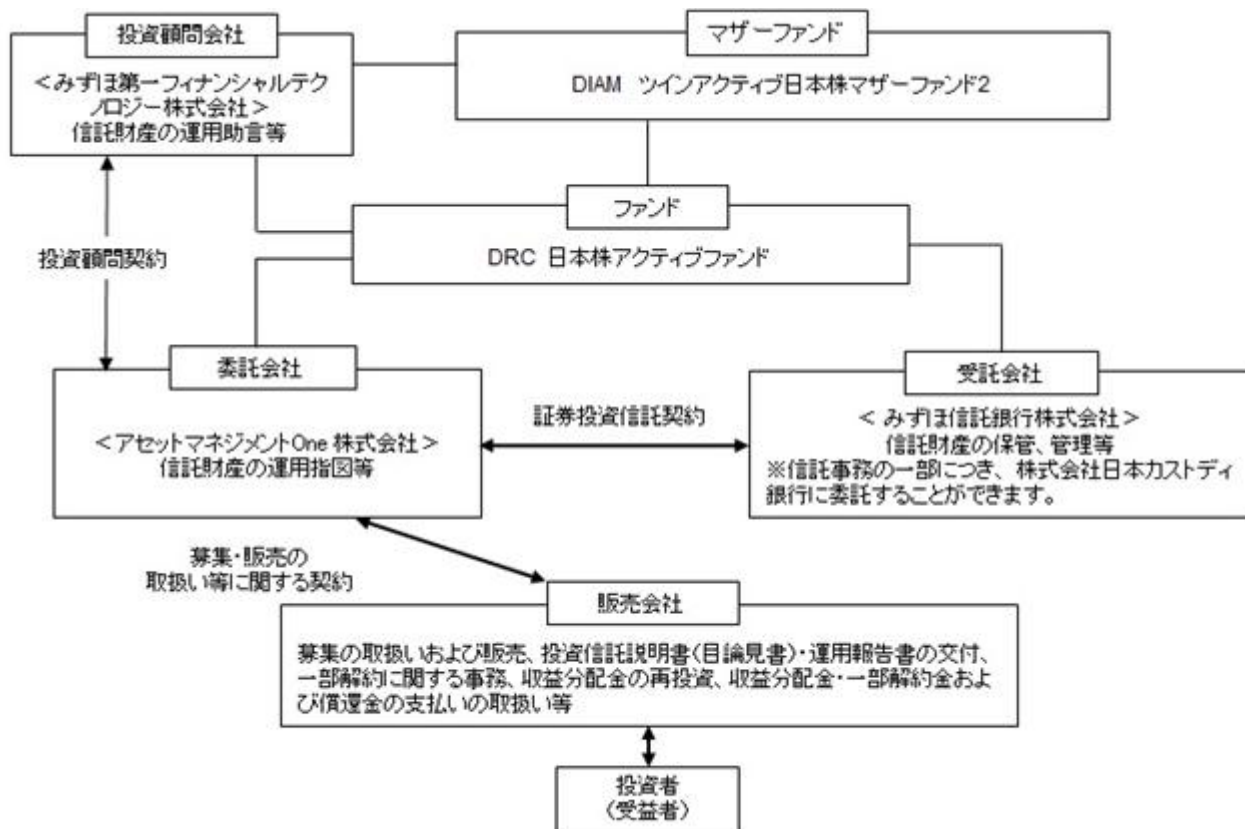 投資顧問会社
<みずほ第一フィナンシャルテク
ノロジー株式会社>
信託財産の運用助言等
マザーファンド
DIAM ツインアクティブ日本株マザーファンド2
ファンド
DRC 日本株アクティブファンド
投資顧問契約
委託会社
<アセットマネジメントOne 株式会社>
信託財産の運用指図等
証券投資信託契約
受託会社
< みずほ信託銀行株式会社>
信託財産の保管、管理等
※信託事務の一部につき、株式会社日本カストディ
銀行に委託することができます。
募集・販売の
取扱い等に関する契約
販売会社
募集の取扱いおよび販売、投資信託説明書(目論見書)・運用報告書の交付、
一部解約に関する事務、収益分配金の再投資、収益分配金・一部解約金およ
び償還金の支払いの取扱い等
投資者
(受益者)